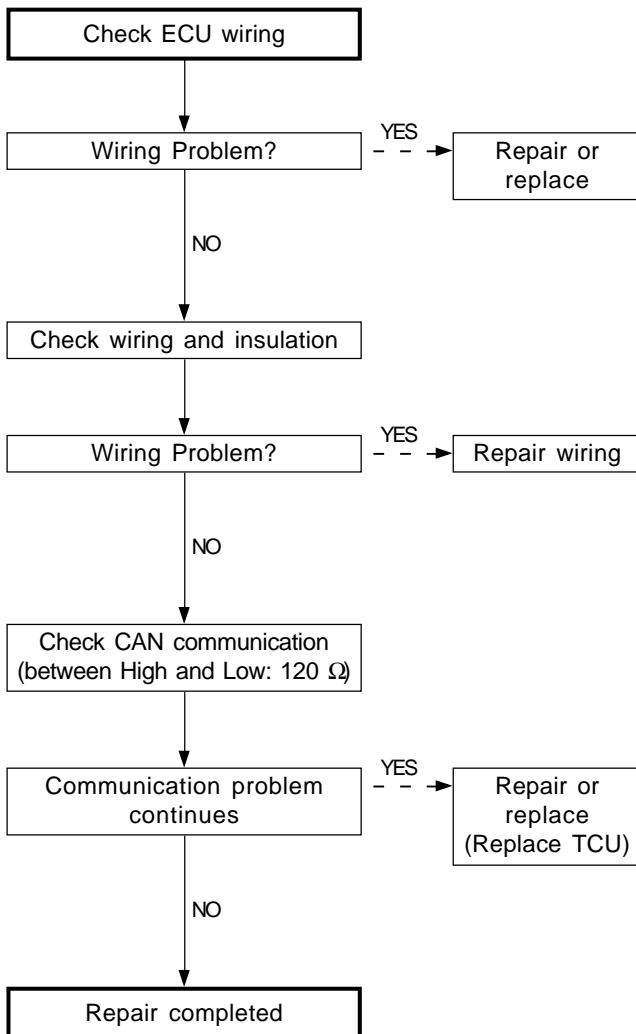 Check ECU wiring
Wiring Problem?
YES
Repair or
replace
NO
Check wiring and insulation
Wiring Problem?
YES
Repair wiring
NO
Check CAN communication
(between High and Low: 120 Ω)
Communication problem
continues
YES
Repair or
replace
(Replace TCU)
NO
Repair completed